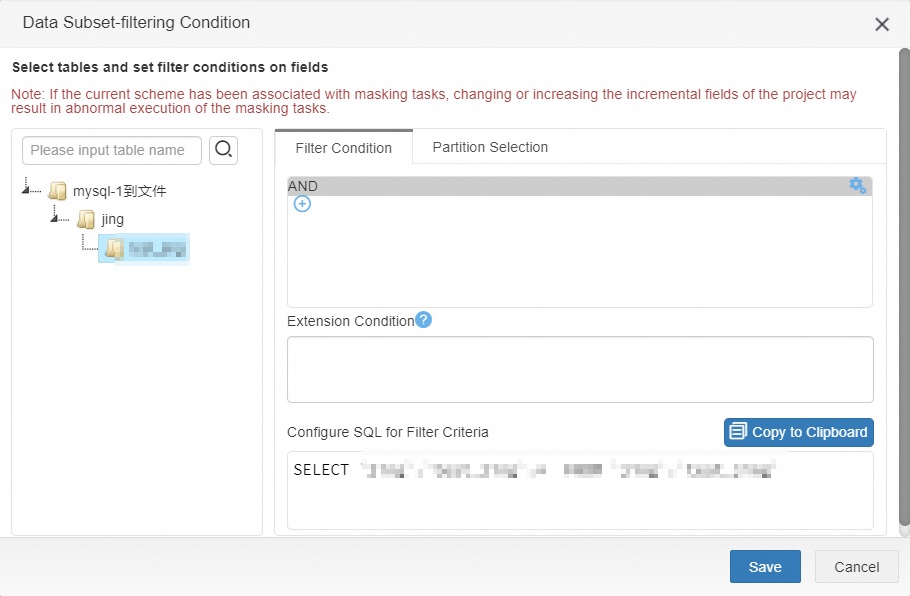 Data Subset-filtering Condition
Select tables and set filter conditions on fields
Note: If the current scheme has been associated with masking tasks, changing or increasing the incremental fields of the project may
result in abnormal execution of the masking tasks.
Please input table name
mysql-1到文件
jing
Filter Condition
Partition Selection
AND
Extension Condition
?
Configure SQL for Filter Criteria
Copy to Clipboard
SELECT
Save
Cancel